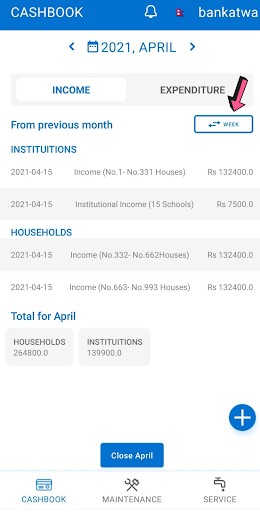 CASHBOOK bankatwa
2021, APRIL
INCOME EXPENDITURE
From previous month WEEK
INSTITUITIONS
2021-04-15 Income (No.1- No.331 Houses) Rs 132400.0
2021-04-15 Institutional Income (15 Schools) Rs 7500.0
HOUSEHOLDS
2021-04-15 Income (No.332- No.662Houses) Rs 132400.0
2021-04-15 Income (No.663- No.993 Houses) Rs 132400.0
Total for April
HOUSEHOLDS INSTITUITIONS
264800.0 139900.0
Close April
CASHBOOK MAINTENANCE SERVICE